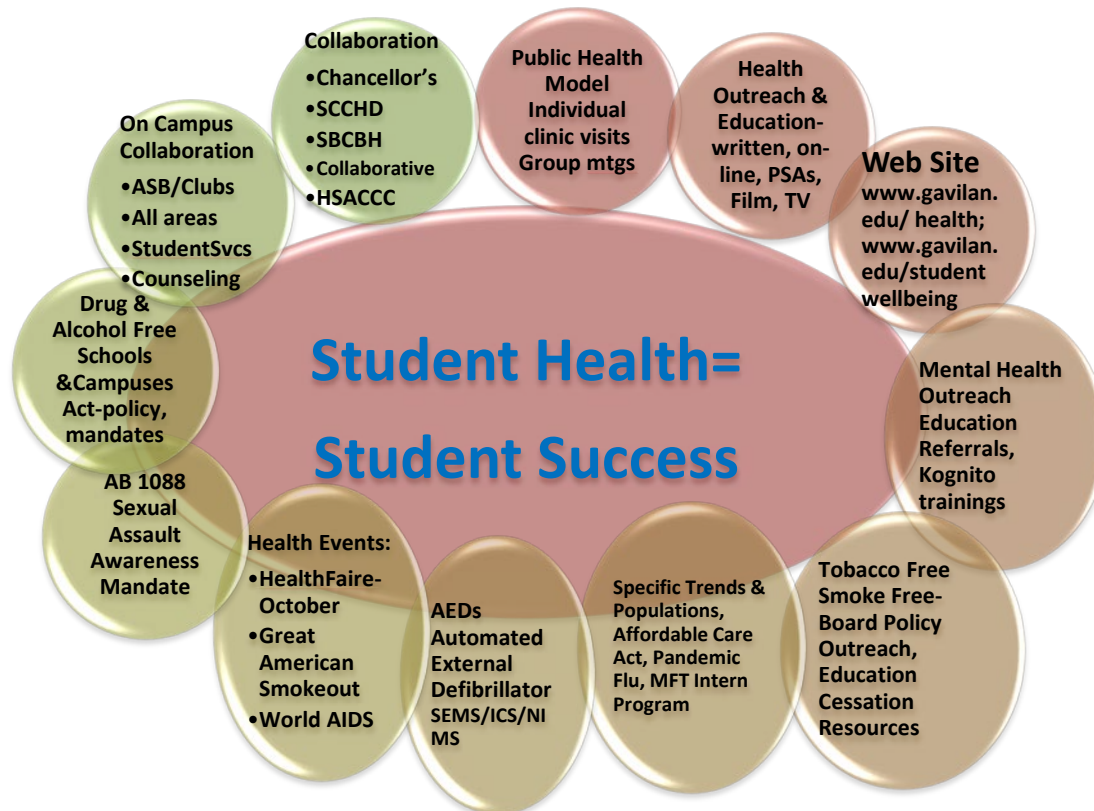 Student Health=
Student Success
Public Health
Model
Individual
clinic visits
Group mtgs
Health
Outreach &
Education-
written, on-
line, PSAs,
Film, TV
Web Site
www.gavilan.
edu/ health;
www.gavilan.
edu/student
wellbeing
Mental Health
Outreach
Education
Referrals,
Kognito
trainings
Tobacco Free
Smoke Free-
Board Policy
Outreach,
Education
Cessation
Resources
Specific Trends &
Populations,
Affordable Care
Act, Pandemic
Flu, MFT Intern
Program
AEDs
Automated
External
Defibrillator
SEMS/ICS/NI
MS
Health Events:
•HealthFaire-
October
•Great
American
Smokeout
•World AIDS
AB 1088
Sexual
Assault
Awareness
Mandate
Drug &
Alcohol Free
Schools
&Campuses
Act-policy,
mandates
On Campus
Collaboration
•ASB/Clubs
•All areas
•StudentSvcs
•Counseling
Collaboration
•Chancellor's
•SCCHD
•SBCBH
•Collaborative
•HSACCC